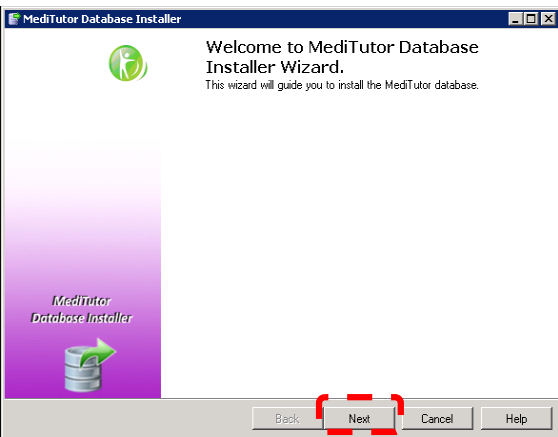 MediTutor Database Installer
Welcome to MediTutor Database
Installer Wizard.
This wizard will guide you to install the MediTutor database.
MediTutor
Database Installer
Back Next Cancel Help